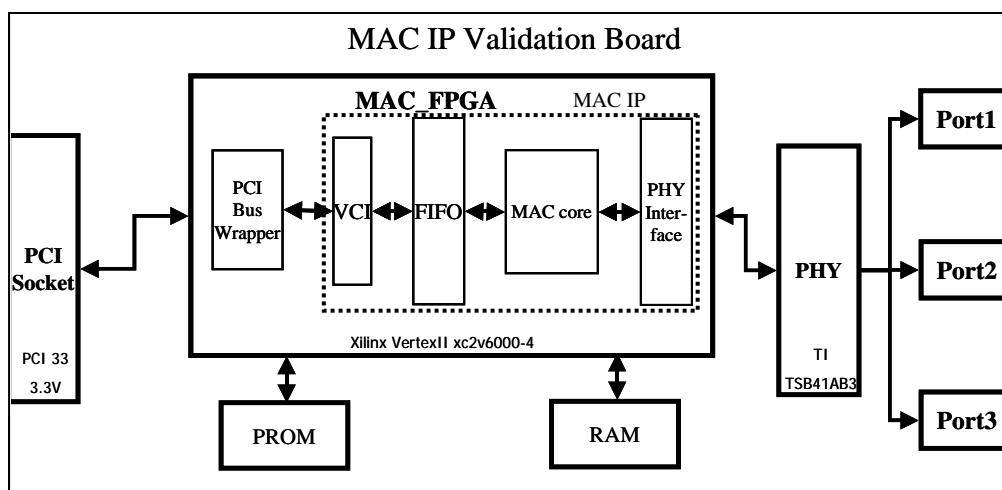 MAC IP Validation Board
MAC_FPGA
MAC IP
PCI
Socket
PCI 33
3.3V
PCI
Bus
Wrapper
VCI
FIFO
MAC core
PHY
Inter-
face
Xilinx VertexII xc2v6000-4
PROM
RAM
PHY
TI
TSB41AB3
Port1
Port2
Port3